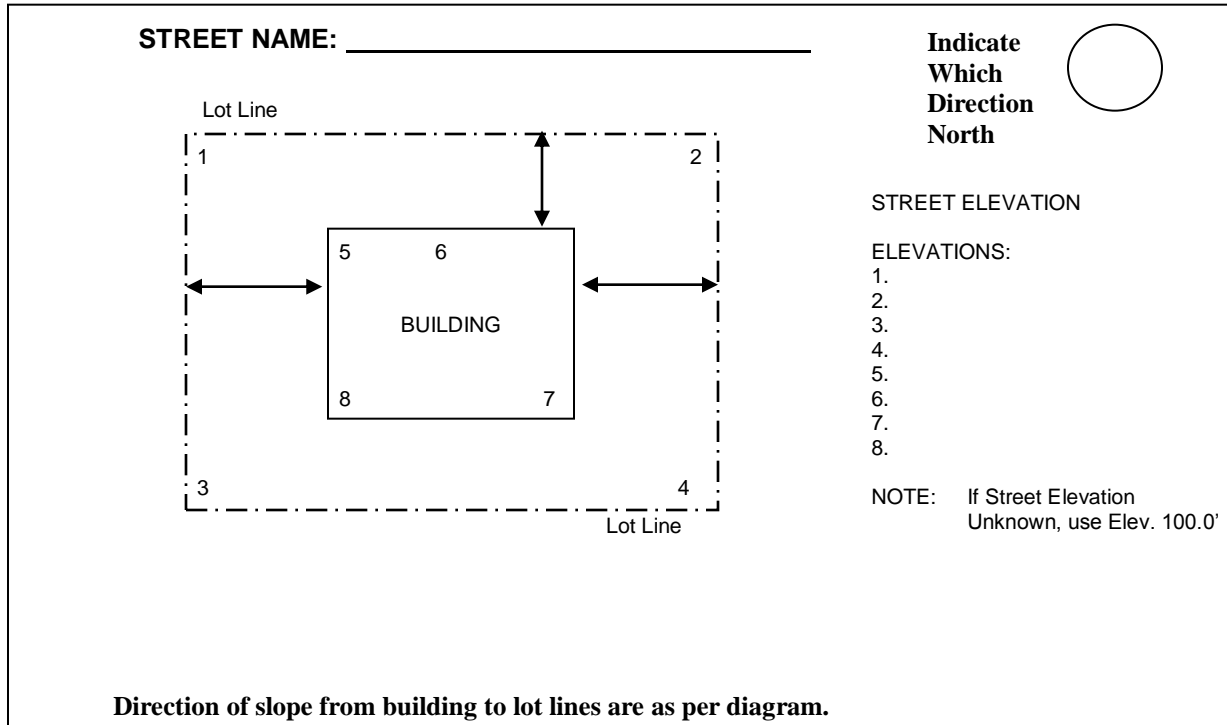 STREET NAME:
Indicate
Which
Direction
North
Lot Line
1
2
5
6
BUILDING
8
7
3
4
Lot Line
STREET ELEVATION
ELEVATIONS:
1.
2.
3.
4.
5.
6.
7.
8.
NOTE: If Street Elevation
Unknown, use Elev. 100.0’
Direction of slope from building to lot lines are as per diagram.